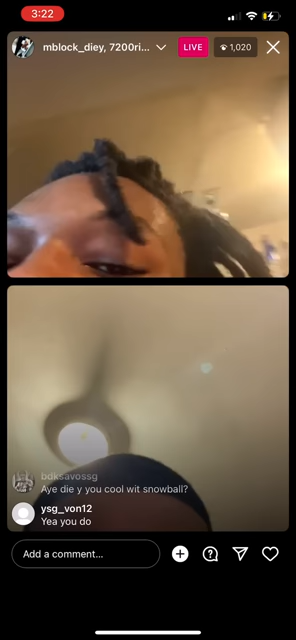 3:22
mblock_diey, 7200ri...
LIVE
1,020
bdksavossg
Aye die y you cool wit snowball?
ysg_von12
Yea you do
Add a comment...